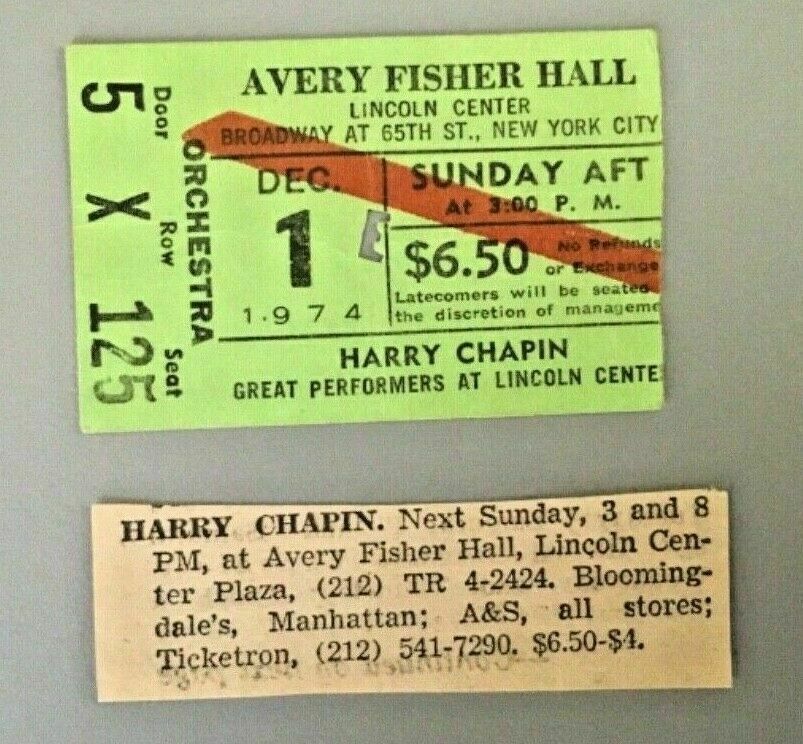 AVERY FISHER HALL
LINCOLN CENTER
BROADWAY AT 65TH ST., NEW YORK CITY
DEC.
1
1974
SUNDAY AFT
At 3:00 P. M.
E
$6.50
No Refunds
or Exchange
Latecomers will be seated
the discretion of manageme
HARRY CHAPIN
GREAT PERFORMERS AT LINCOLN CENTE
ORCHESTRA
Door
5
Row
X
Seat
125
HARRY CHAPIN. Next Sunday, 3 and 8
PM, at Avery Fisher Hall, Lincoln Cen-
ter Plaza, (212) TR 4-2424. Blooming-
dale's, Manhattan; A&S, all stores;
Ticketron, (212) 541-7290. $6.50-$4.